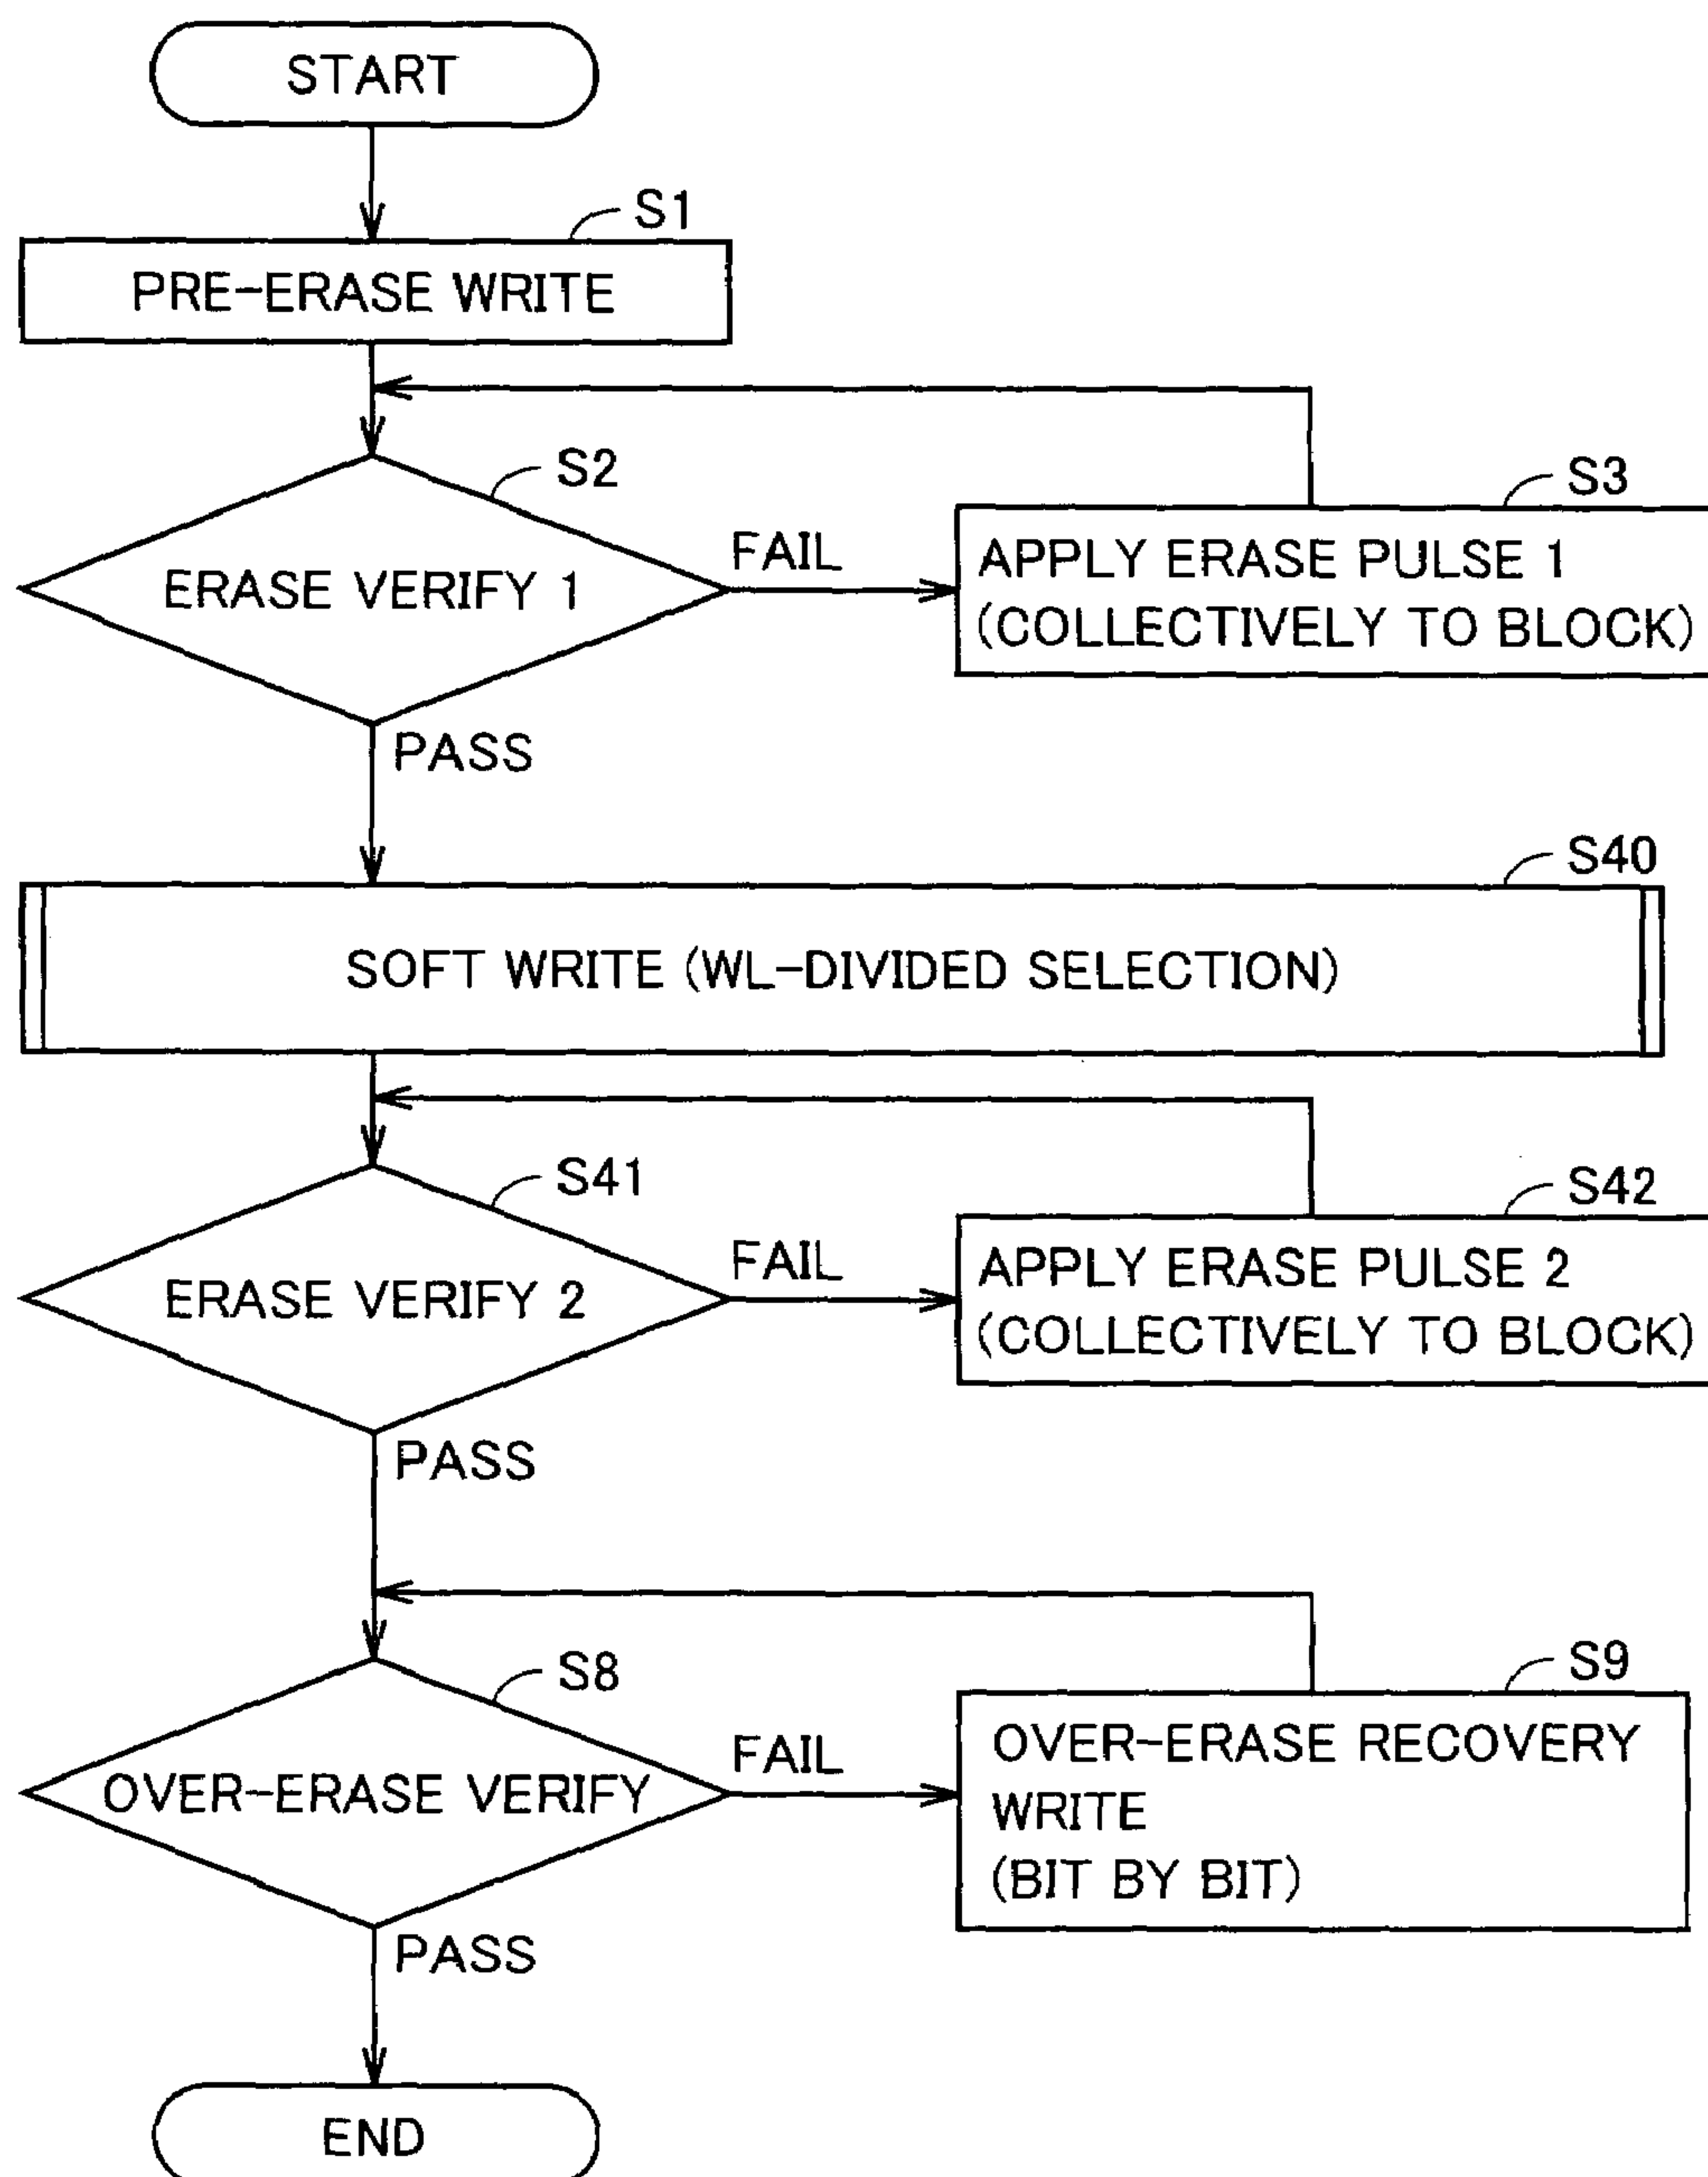 START
S1
PRE-ERASE WRITE
S2
ERASE VERIFY 1
FAIL
S3
APPLY ERASE PULSE 1
(COLLECTIVELY TO BLOCK)
PASS
S40
SOFT WRITE (WL-DIVIDED SELECTION)
S41
ERASE VERIFY 2
FAIL
S42
APPLY ERASE PULSE 2
(COLLECTIVELY TO BLOCK)
PASS
S8
OVER-ERASE VERIFY
FAIL
S9
OVER-ERASE RECOVERY
WRITE
(BIT BY BIT)
PASS
END